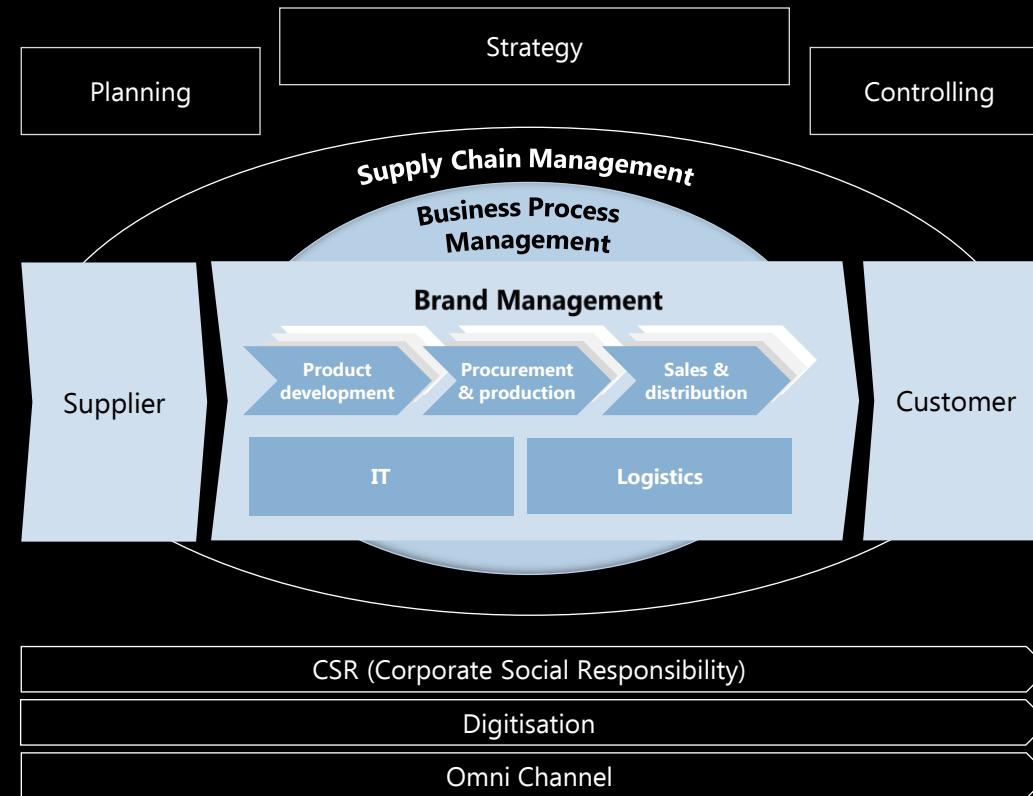 Strategy
Planning
Controlling
Supply Chain Management
Business Process
Management
Brand Management
Supplier
Product
development
Procurement
& production
Sales &
distribution
Customer
IT
Logistics
CSR (Corporate Social Responsibility)
Digitisation
Omni Channel